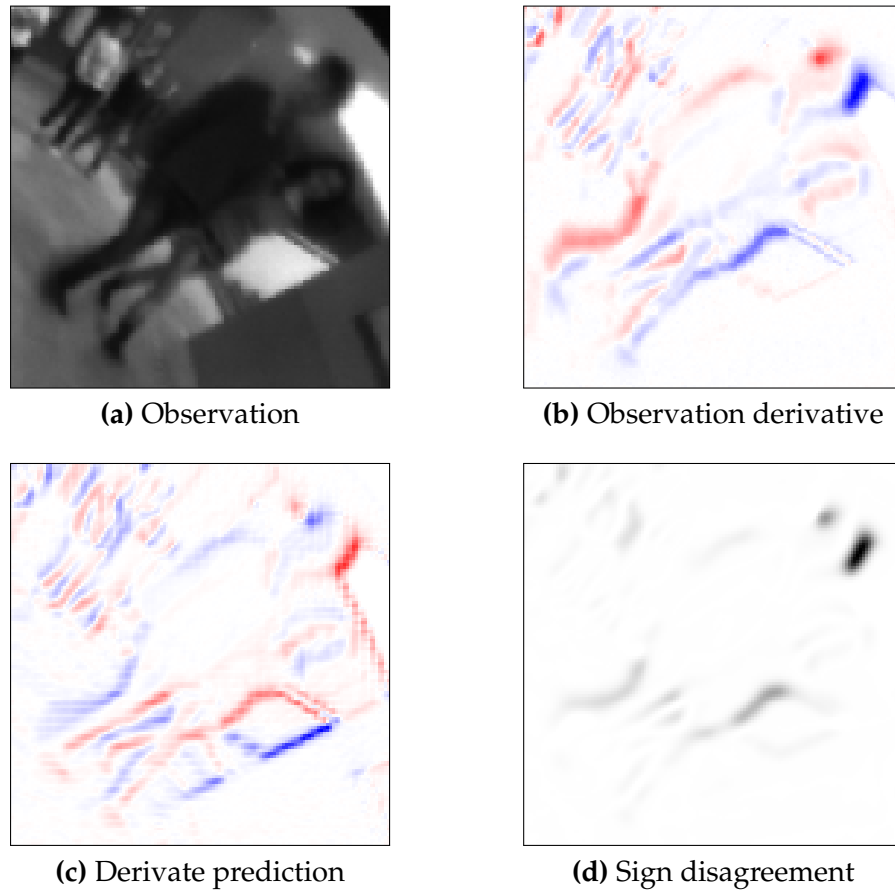 (a) Observation
(b) Observation derivative
(c) Derivate prediction
(d) Sign disagreement